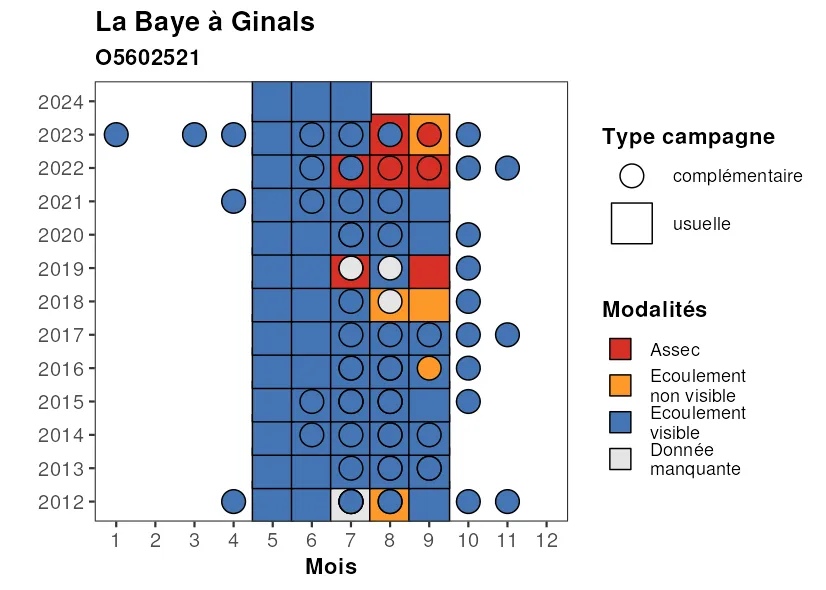 La Baye à Ginals
O5602521
2024
2023
2022
2021
2020
2019
2018
2017
2016
2015
2014
2013
2012
1 2 3 4 5 6 7 8 9 10 11 12
Mois
Type campagne
complémentaire
usuelle
Modalités
Assec
Ecoulement
non visible
Ecoulement
visible
Donnée
manquante